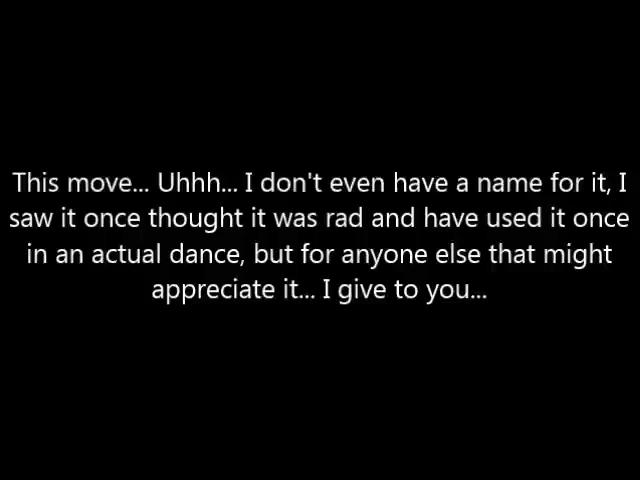 This move... Uhhh... I don't even have a name for it, I
saw it once thought it was rad and have used it once
in an actual dance, but for anyone else that might
appreciate it... I give to you...